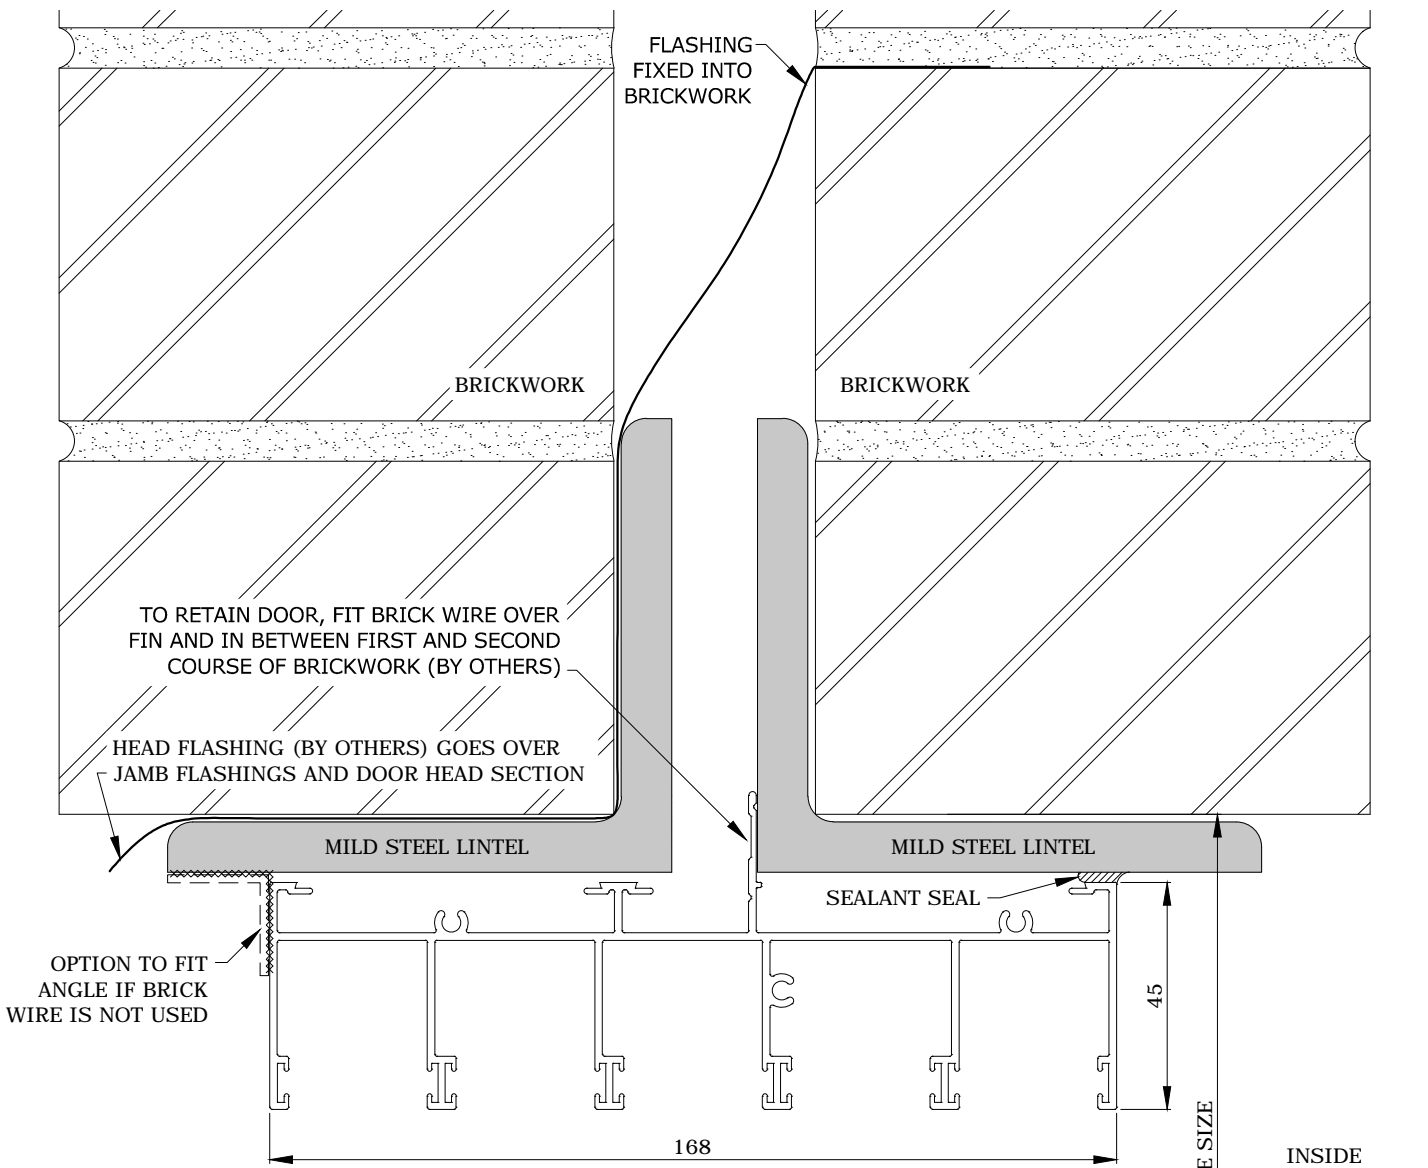 FLASHING
FIXED INTO
BRICKWORK
BRICKWORK
BRICKWORK
TO RETAIN DOOR, FIT BRICK WIRE OVER
FIN AND IN BETWEEN FIRST AND SECOND
COURSE OF BRICKWORK (BY OTHERS)
HEAD FLASHING (BY OTHERS) GOES OVER
JAMB FLASHINGS AND DOOR HEAD SECTION
MILD STEEL LINTEL
MILD STEEL LINTEL
SEALANT SEAL
OPTION TO FIT
ANGLE IF BRICK
WIRE IS NOT USED
45
168
E SIZE
INSIDE